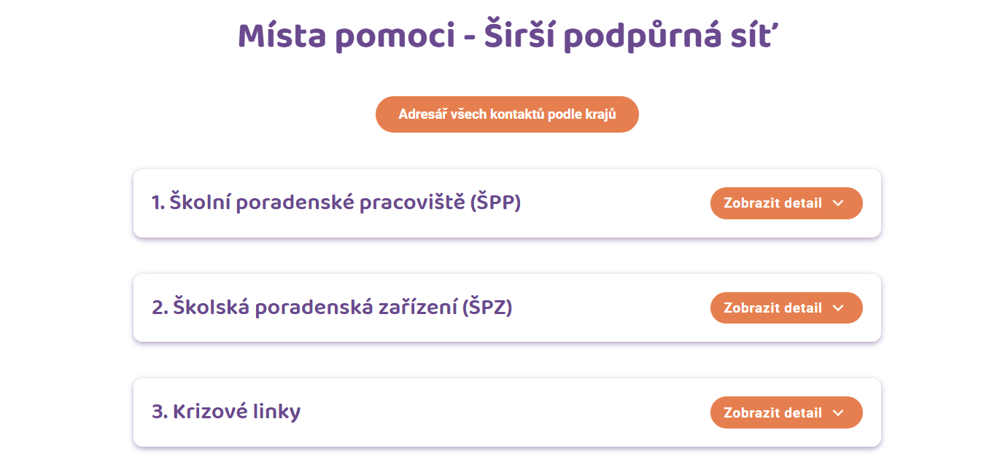 Místa pomoci - Širší podpůrná síť
Adresář všech kontaktů podle krajů
1. Školní poradenské pracoviště (ŠPP)
Zobrazit detail
2. Školská poradenská zařízení (ŠPZ)
Zobrazit detail
3. Krizové linky
Zobrazit detail